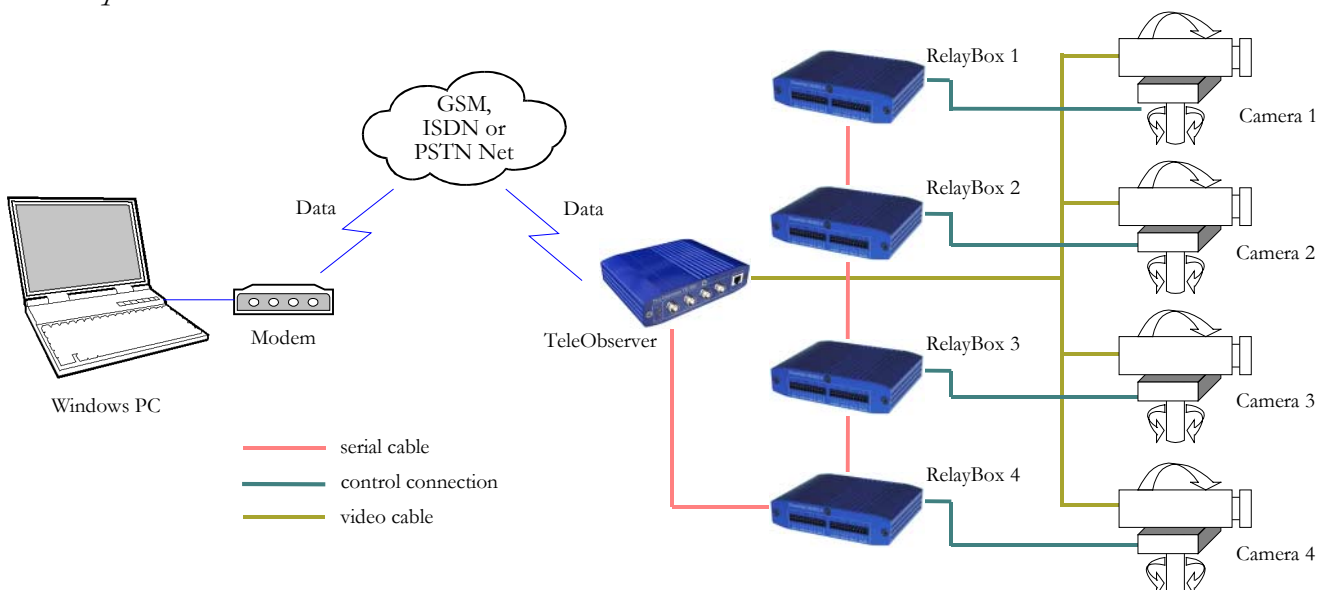 GSM,
ISDN or
PSTN Net
Data
Data
Modem
Windows PC
TeleObserver
RelayBox 1
RelayBox 2
RelayBox 3
RelayBox 4
Camera 1
Camera 2
Camera 3
Camera 4
serial cable
control connection
video cable